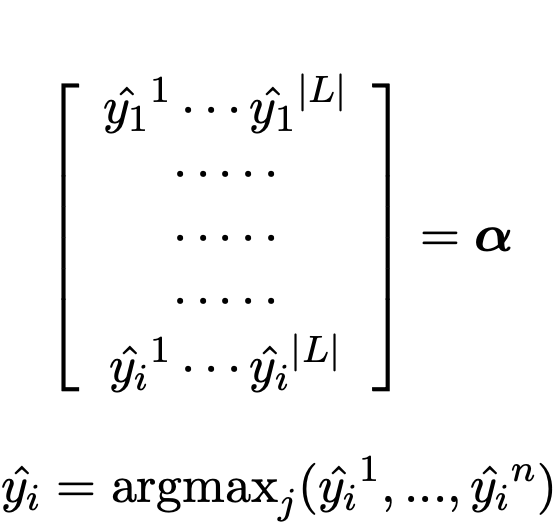 ŷ₁¹ ⋯ ŷ₁^|L|
.....
.....
..... = α
ŷᵢ¹ ⋯ ŷᵢ^|L|
ŷᵢ = argmaxⱼ(ŷᵢ¹, ..., ŷᵢⁿ)